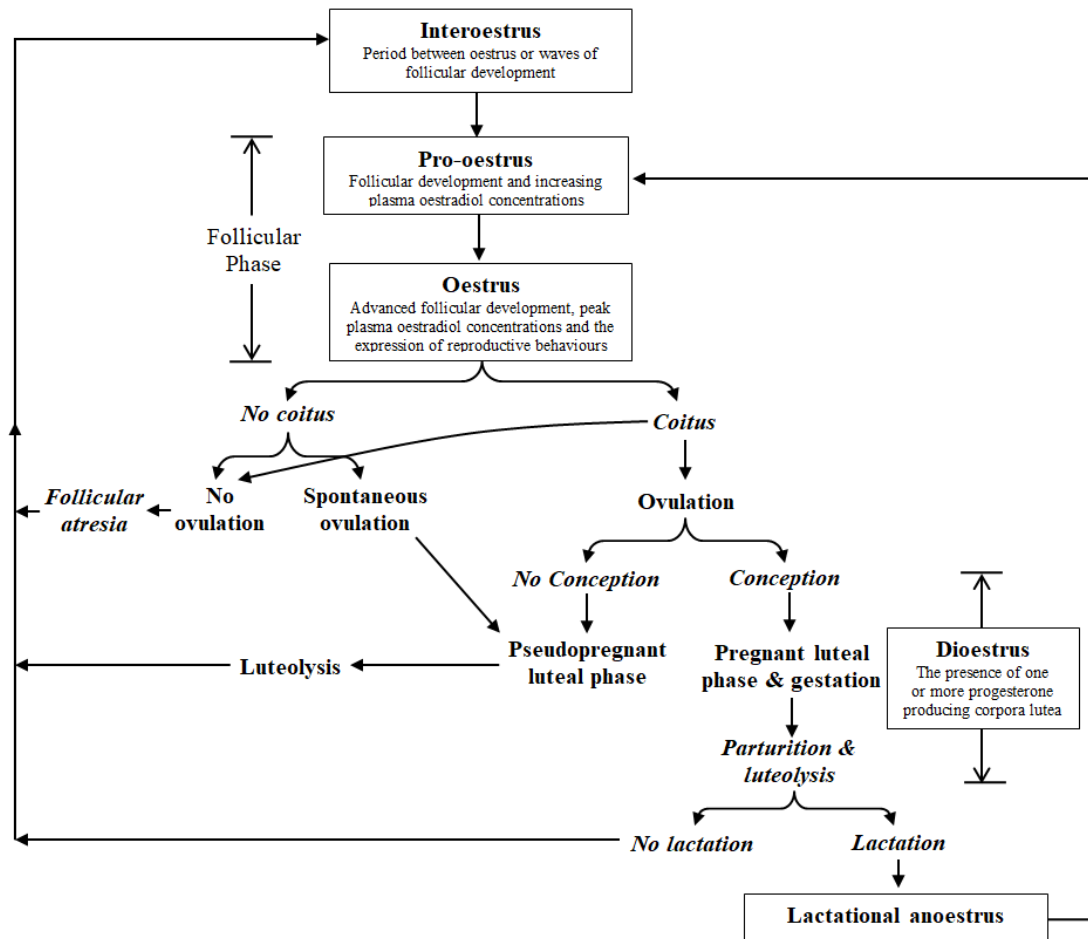 Interoestrus
Period between oestrus or waves of
follicular development
Pro-oestrus
Follicular development and increasing
plasma oestradiol concentrations
Follicular
Phase
Oestrus
Advanced follicular development, peak
plasma oestradiol concentrations and the
expression of reproductive behaviours
No coitus
Coitus
Follicular
atresia
No
ovulation
Spontaneous
ovulation
Ovulation
No Conception
Conception
Luteolysis
Pseudopregnant
luteal phase
Pregnant luteal
phase & gestation
Dioestrus
The presence of one
or more progesterone
producing corpora lutea
Parturition &
luteolysis
No lactation
Lactation
Lactational anoestrus